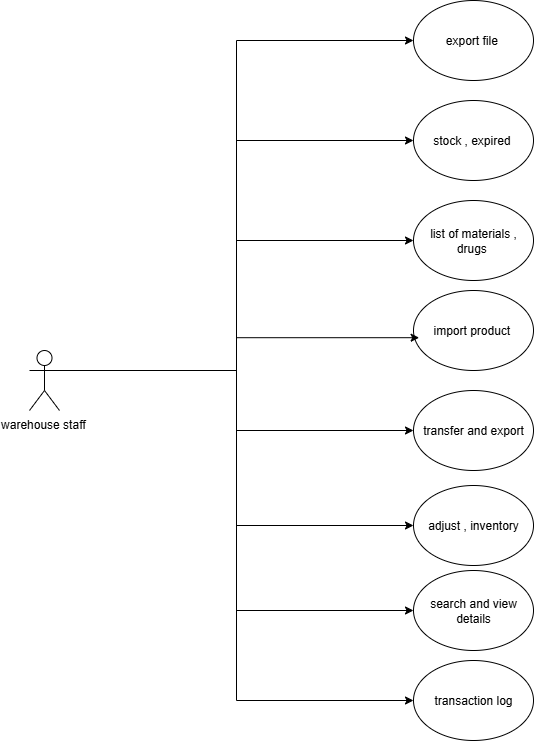 export file
stock , expired
list of materials ,
drugs
import product
warehouse staff
transfer and export
adjust , inventory
search and view
details
transaction log